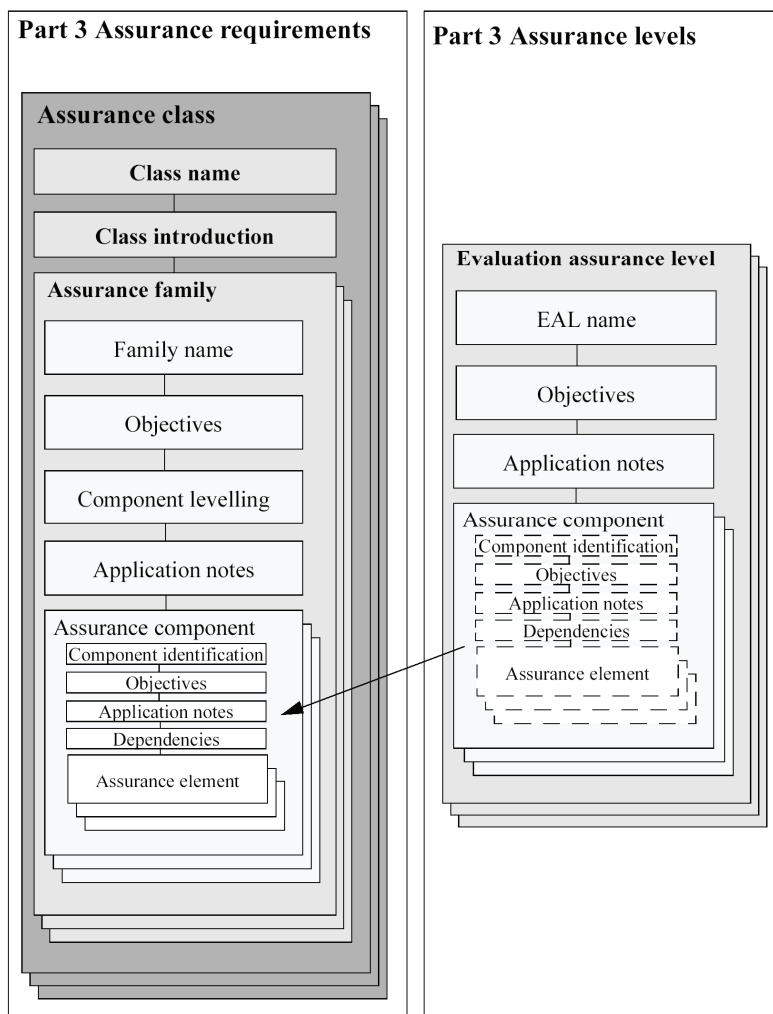 Part 3 Assurance requirements
Assurance class
Class name
Class introduction
Assurance family
Family name
Objectives
Component levelling
Application notes
Assurance component
Component identification
Objectives
Application notes
Dependencies
Assurance element
Part 3 Assurance levels
Evaluation assurance level
EAL name
Objectives
Application notes
Assurance component
Component identification
Objectives
Application notes
Dependencies
Assurance element